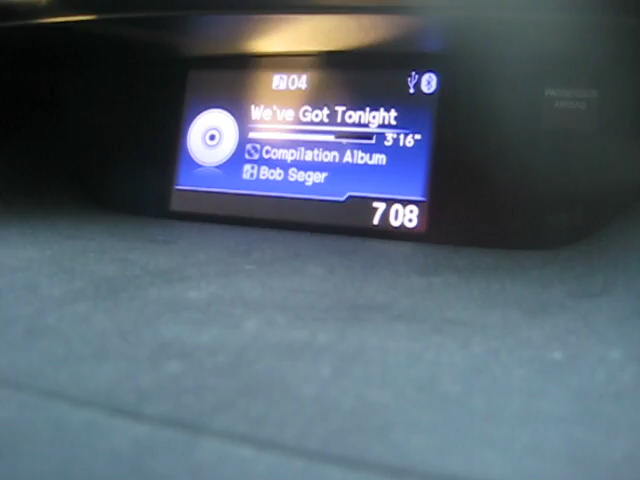 04
We've Got Tonight
3'16"
Compilation Album
Bob Seger
7 08
PASSENGER
AIRBAG